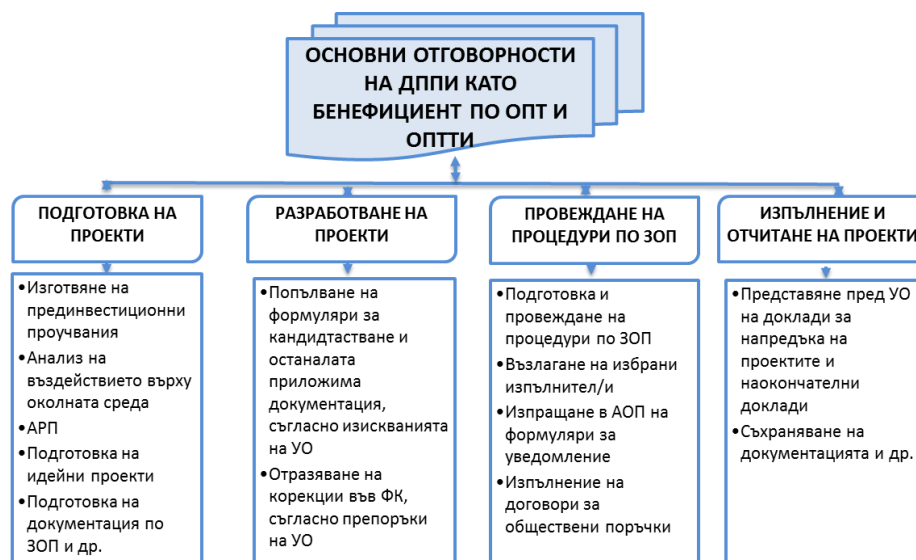 ОСНОВНИ ОТГОВОРНОСТИ
НА ДППИ КАТО
БЕНЕФИЦИЕНТ ПО ОПТ И
ОПТТИ
ПОДГОТОВКА НА
ПРОЕКТИ
•Изготвяне на
прединвестиционни
проучвания
•Анализ на
въздействието върху
околната среда
•АРП
•Подготовка на
идейни проекти
•Подготовка на
документация по
ЗОП и др.
РАЗРАБОТВАНЕ НА
ПРОЕКТИ
•Попълване на
формуляри за
кандидтастване и
останалата
приложима
документация,
съгласно изискванията
на УО
•Отразяване на
корекции във ФК,
съгласно препоръки
на УО
ПРОВЕЖДАНЕ НА
ПРОЦЕДУРИ ПО ЗОП
•Подготовка и
провеждане на
процедури по ЗОП
•Възлагане на избрани
изпълнител/и
•Изпращане в АОП на
формуляри за
уведомление
•Изпълнение на
договори за
обществени поръчки
ИЗПЪЛНЕНИЕ И
ОТЧИТАНЕ НА ПРОЕКТИ
•Представяне пред УО
на доклади за
напредъка на
проектите и
наокончателни
доклади
•Съхраняване на
документацията и др.